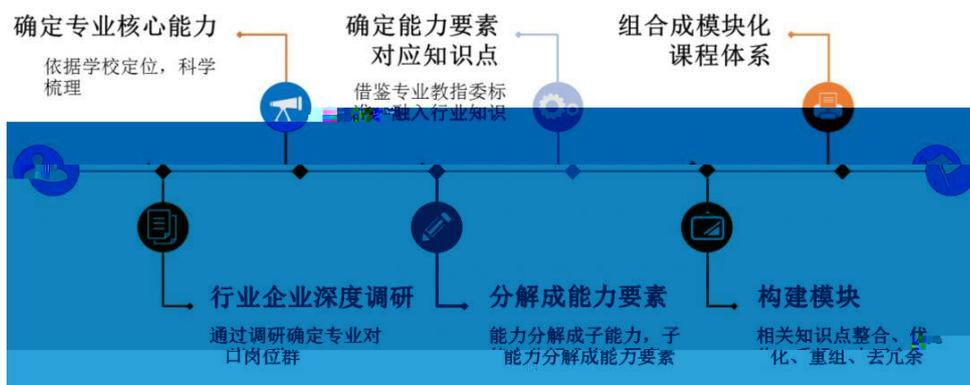 确定专业核心能力
依据学校定位，科学
梳理
确定能力要素
对应知识点
借鉴专业教指委标
融入行业知识
组合成模块化
课程体系
行业企业深度调研
通过调研确定专业对
口岗位群
分解成能力要素
能力分解成子能力，子
能力分解成能力要素
构建模块
相关知识点整合、优
化、重组、去冗余